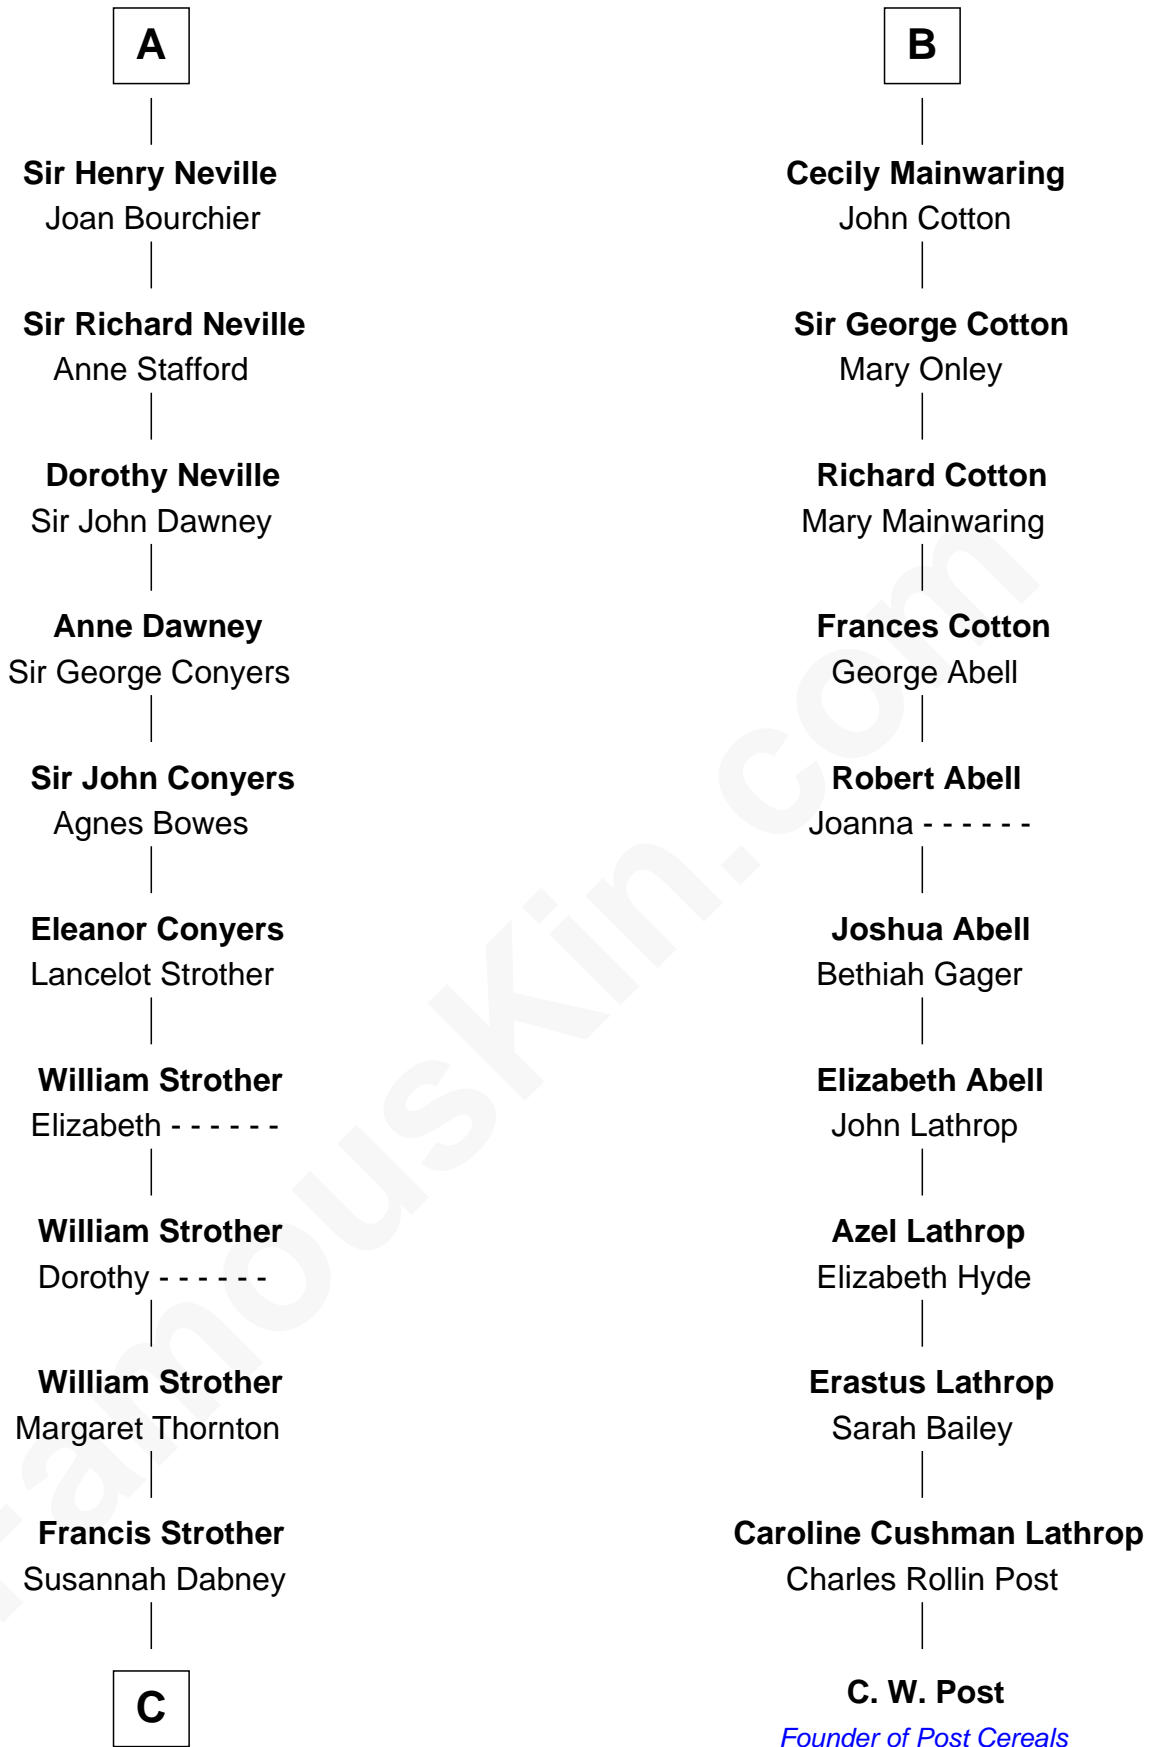 A
Sir Henry Neville
Joan Bourchier
Sir Richard Neville
Anne Stafford
Dorothy Neville
Sir John Dawney
Anne Dawney
Sir George Conyers
Sir John Conyers
Agnes Bowes
Eleanor Conyers
Lancelot Strother
William Strother
Elizabeth - - - - - -
William Strother
Dorothy - - - - - -
William Strother
Margaret Thornton
Francis Strother
Susannah Dabney
C
B
Cecily Mainwaring
John Cotton
Sir George Cotton
Mary Onley
Richard Cotton
Mary Mainwaring
Frances Cotton
George Abell
Robert Abell
Joanna - - - - - -
Joshua Abell
Bethiah Gager
Elizabeth Abell
John Lathrop
Azel Lathrop
Elizabeth Hyde
Erastus Lathrop
Sarah Bailey
Caroline Cushman Lathrop
Charles Rollin Post
C. W. Post
Founder of Post Cereals
FamousKin.com